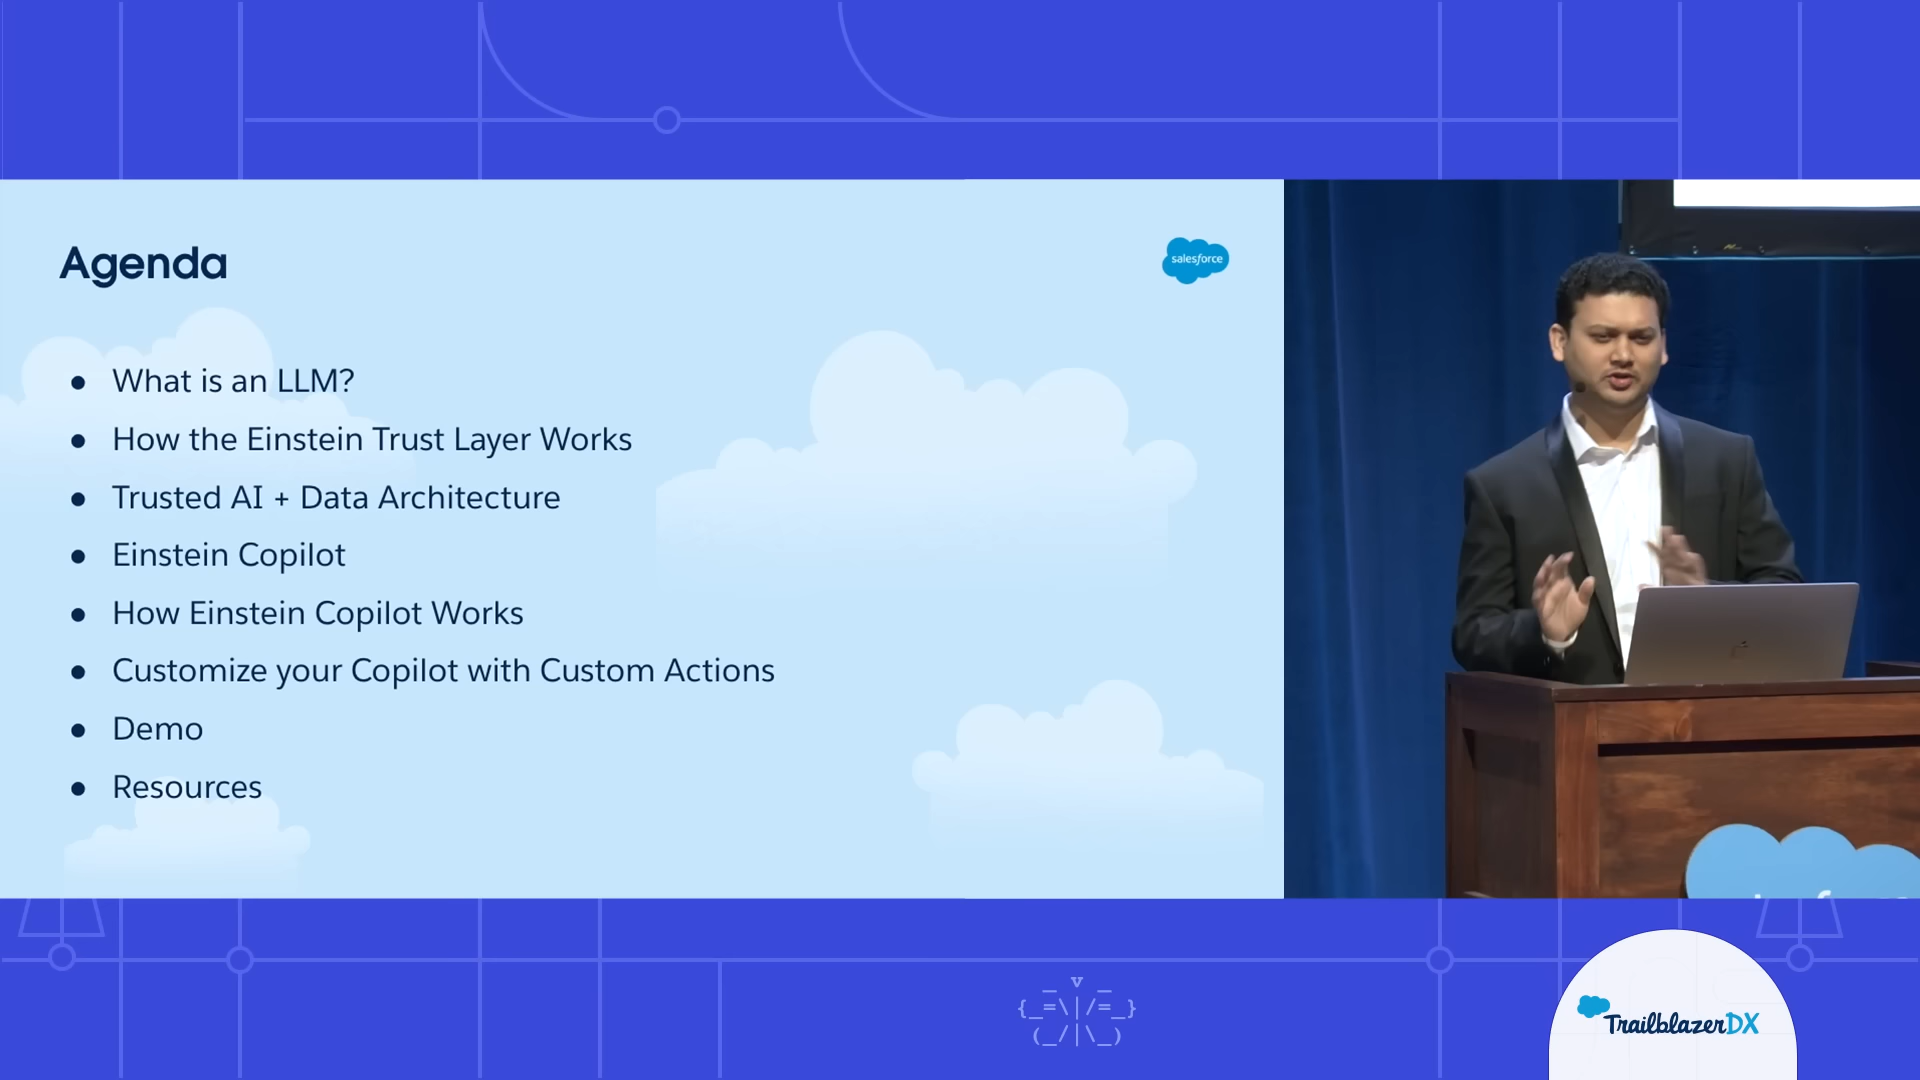 Agenda
salesforce
● What is an LLM?
● How the Einstein Trust Layer Works
● Trusted AI + Data Architecture
● Einstein Copilot
● How Einstein Copilot Works
● Customize your Copilot with Custom Actions
● Demo
● Resources
_ v _
{_=\|/=_}
(_/|\_)
TrailblazerDX